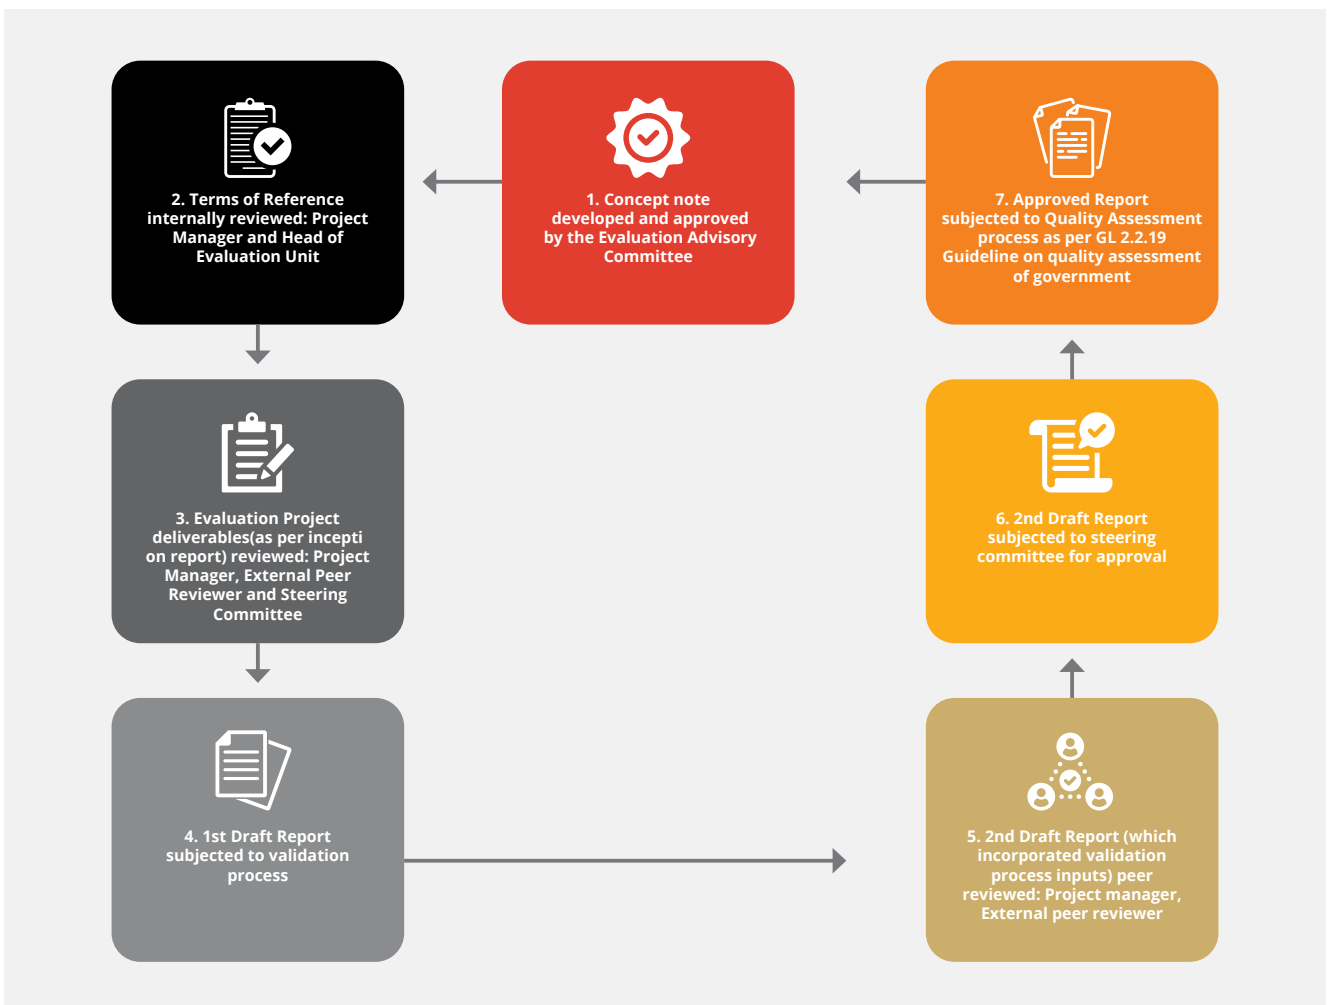 1. Concept note
developed and approved
by the Evaluation Advisory
Committee
2. Terms of Reference
internally reviewed: Project
Manager and Head of
Evaluation Unit
3. Evaluation Project
deliverables(as per incepti
on report) reviewed: Project
Manager, External Peer
Reviewer and Steering
Committee
4. 1st Draft Report
subjected to validation
process
5. 2nd Draft Report (which
incorporated validation
process inputs) peer
reviewed: Project manager,
External peer reviewer
6. 2nd Draft Report
subjected to steering
committee for approval
7. Approved Report
subjected to Quality Assessment
process as per GL 2.2.19
Guideline on quality assessment
of government